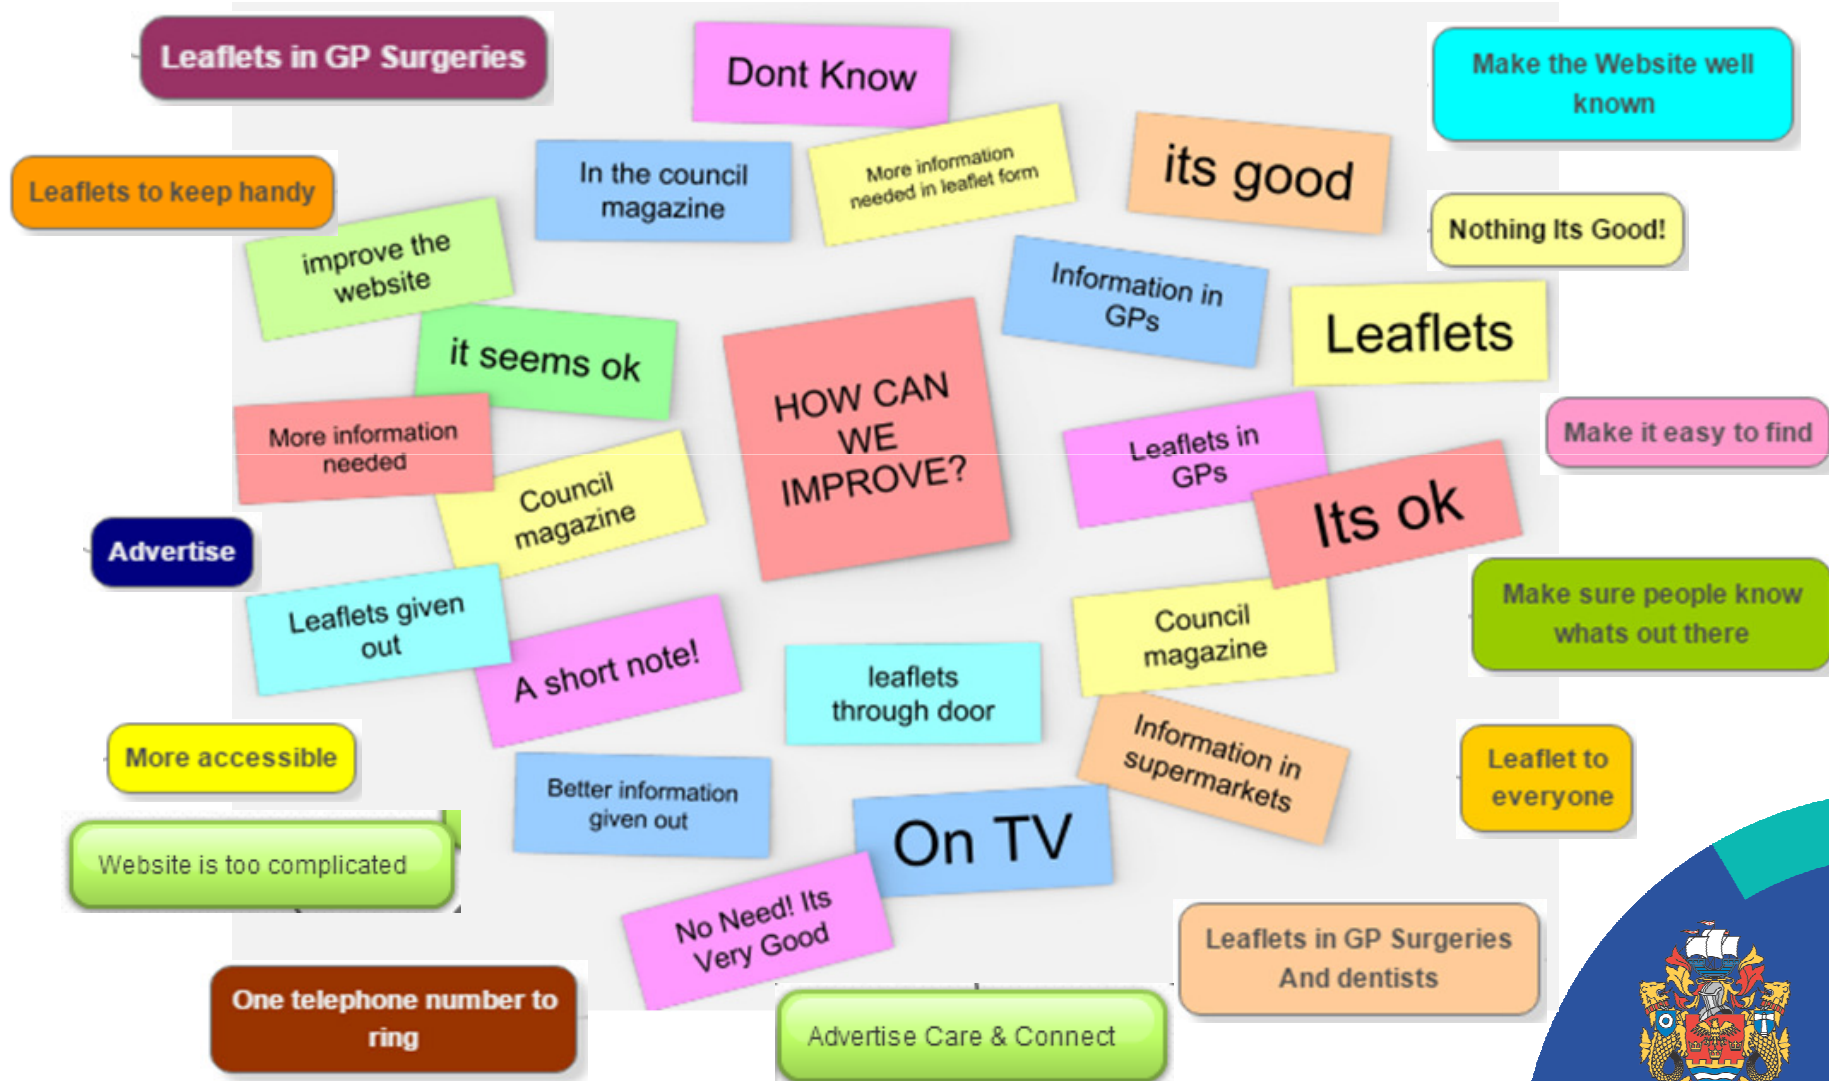 Leaflets in GP Surgeries
Dont Know
Make the Website well
known
Leaflets to keep handy
In the council
magazine
More information
needed in leaflet form
its good
Nothing Its Good!
improve the
website
Information in
GPs
Leaflets
it seems ok
HOW CAN
WE
IMPROVE?
More information
needed
Leaflets in
GPs
Make it easy to find
Council
magazine
Its ok
Advertise
Leaflets given
out
A short note!
leaflets
through door
Council
magazine
Make sure people know
whats out there
More accessible
Better information
given out
Information in
supermarkets
Leaflet to
everyone
Website is too complicated
On TV
No Need! Its
Very Good
Leaflets in GP Surgeries
And dentists
One telephone number to
ring
Advertise Care & Connect